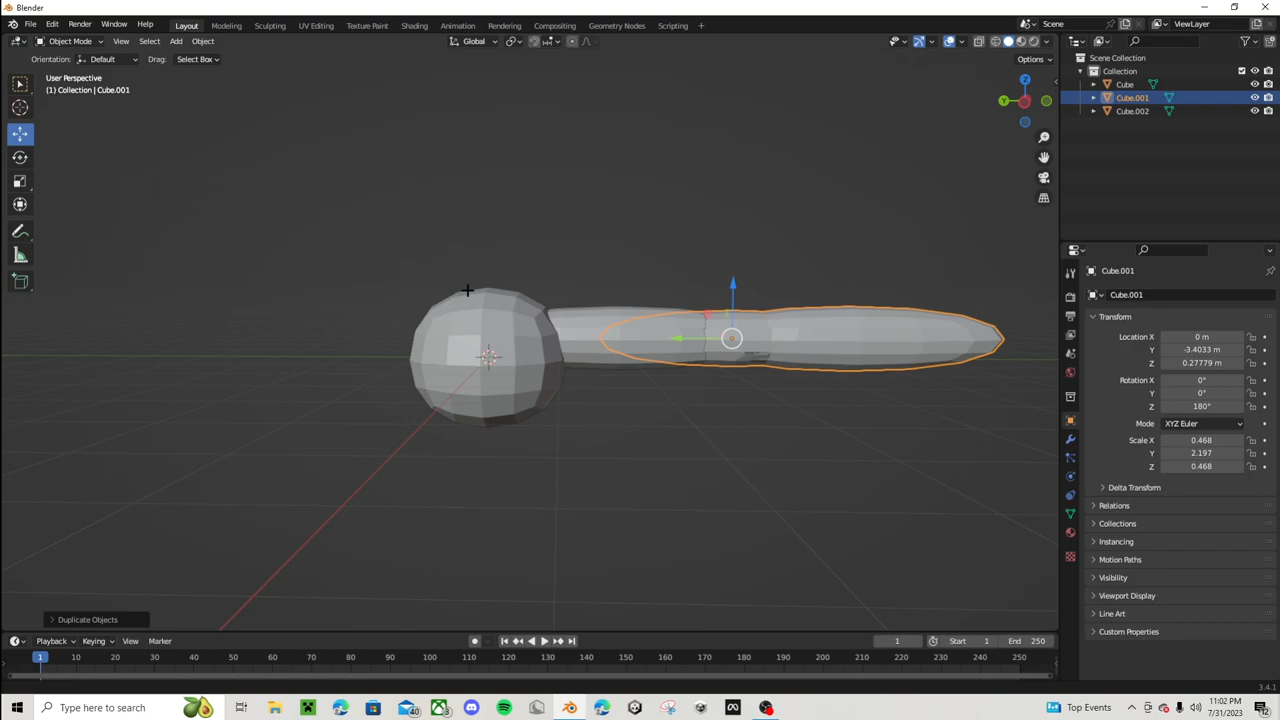 Blender
File Edit Render Window Help Layout Modeling Sculpting UV Editing Texture Paint Shading Animation Rendering Compositing Geometry Nodes Scripting + Scene ViewLayer
Object Mode View Select Add Object Global
Orientation: Default Drag: Select Box Options
User Perspective
(1) Collection | Cube.001
Z
Y
Scene Collection
Collection
Cube
Cube.001
Cube.002
Cube.001
Cube.001
Transform
Location X 0 m
Y -3.4033 m
Z 0.27779 m
Rotation X 0°
Y 0°
Z 180°
Mode XYZ Euler
Scale X 0.468
Y 2.197
Z 0.468
Delta Transform
Relations
Collections
Instancing
Motion Paths
Visibility
Viewport Display
Line Art
Custom Properties
Duplicate Objects
Playback Keying View Marker 1 Start 1 End 250
1 10 20 30 40 50 60 70 80 90 100 110 120 130 140 150 160 170 180 190 200 210 220 230 240 250
3.4.1
Type here to search 40 3 Top Events 11:02 PM
7/31/2023 12